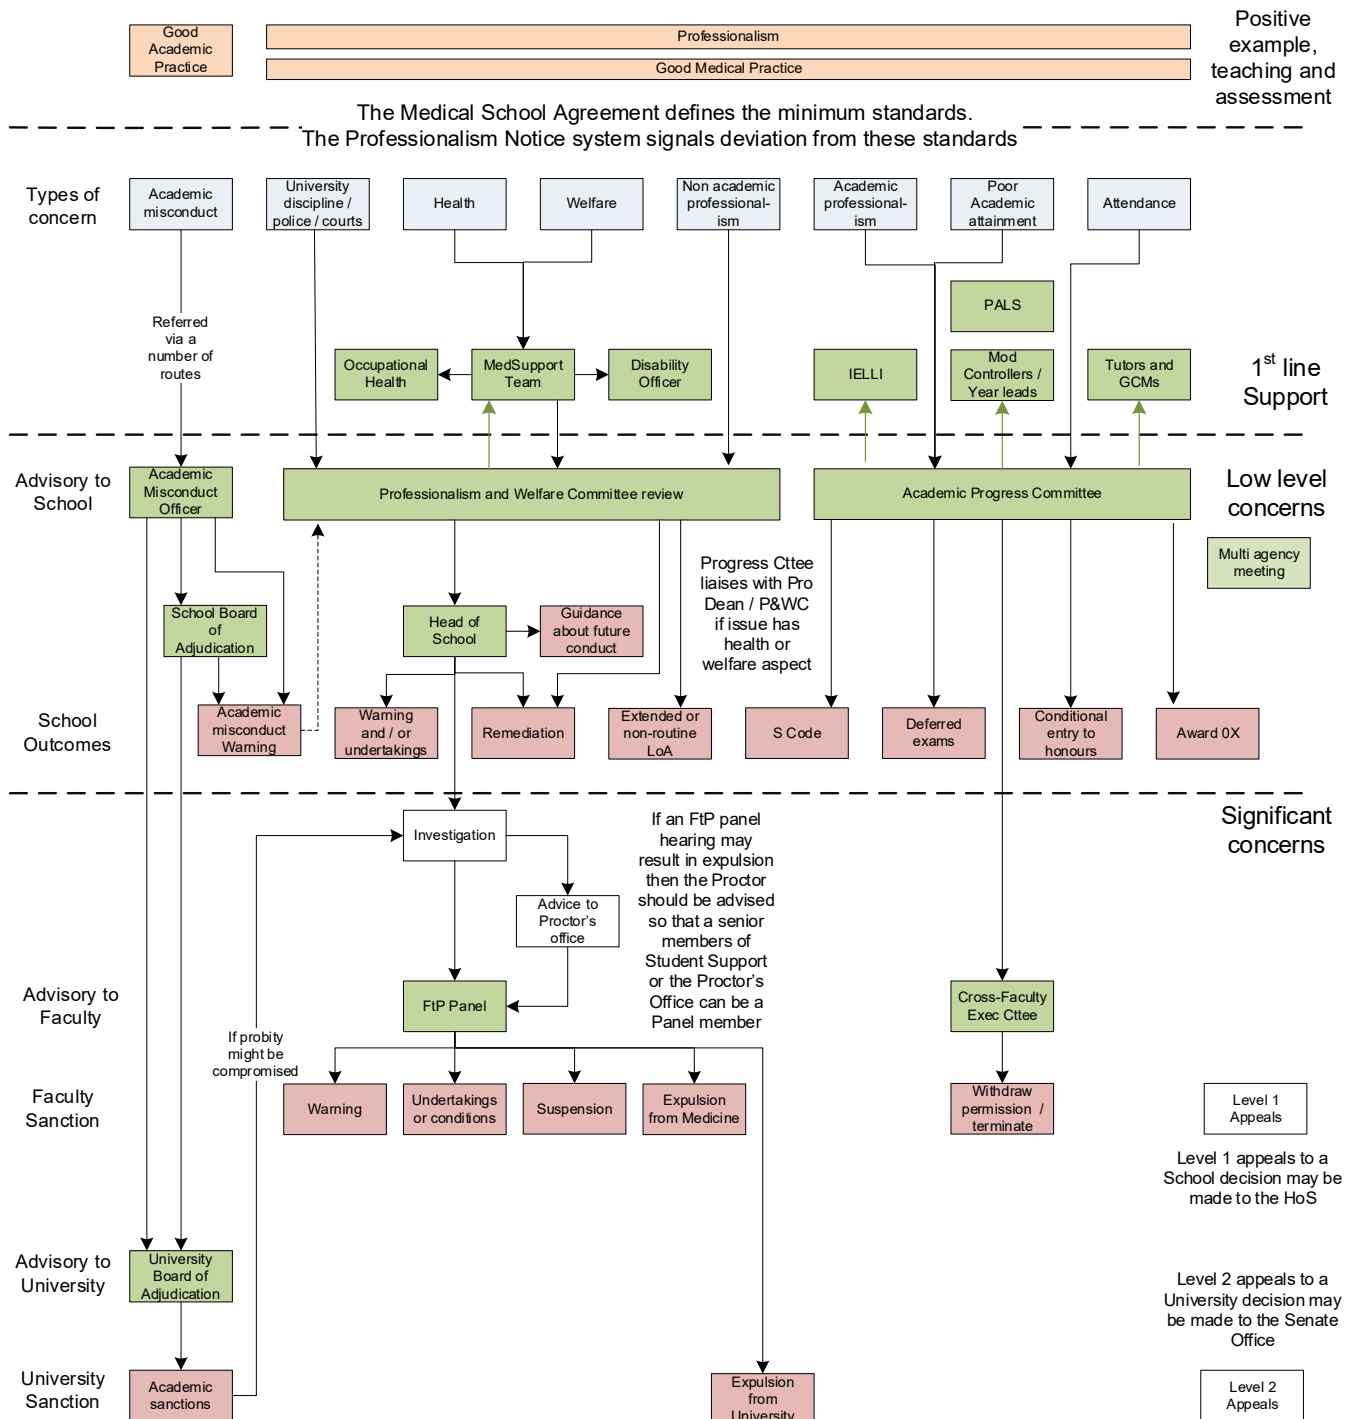 Good
Academic
Practice
Professionalism
Good Medical Practice
Positive
example,
teaching and
assessment
The Medical School Agreement defines the minimum standards.
The Professionalism Notice system signals deviation from these standards
Types of
concern
Academic
misconduct
University
discipline /
police / courts
Health
Welfare
Non academic
professional-
ism
Academic
professional-
ism
Poor
Academic
attainment
Attendance
Referred
via a
number of
routes
PALS
Occupational
Health
MedSupport
Team
Disability
Officer
IELLI
Mod
Controllers /
Year leads
Tutors and
GCMs
1st line
Support
Advisory to
School
Academic
Misconduct
Officer
Professionalism and Welfare Committee review
Academic Progress Committee
Low level
concerns
Multi agency
meeting
School Board
of
Adjudication
Head of
School
Guidance
about future
conduct
Progress Cttee
liaises with Pro
Dean / P&WC
if issue has
health or
welfare aspect
School
Outcomes
Academic
misconduct
Warning
Warning
and / or
undertakings
Remediation
Extended or
non-routine
LoA
S Code
Deferred
exams
Conditional
entry to
honours
Award 0X
Significant
concerns
Investigation
If an FtP panel
hearing may
result in expulsion
then the Proctor
should be advised
so that a senior
members of
Student Support
or the Proctor's
Office can be a
Panel member
Advice to
Proctor's
office
Advisory to
Faculty
FtP Panel
Cross-Faculty
Exec Cttee
If probity
might be
compromised
Faculty
Sanction
Warning
Undertakings
or conditions
Suspension
Expulsion
from Medicine
Withdraw
permission /
terminate
Level 1
Appeals
Level 1 appeals to a
School decision may be
made to the HoS
Advisory to
University
University
Board of
Adjudication
Level 2 appeals to a
University decision may
be made to the Senate
Office
University
Sanction
Academic
sanctions
Expulsion
from
University
Level 2
Appeals